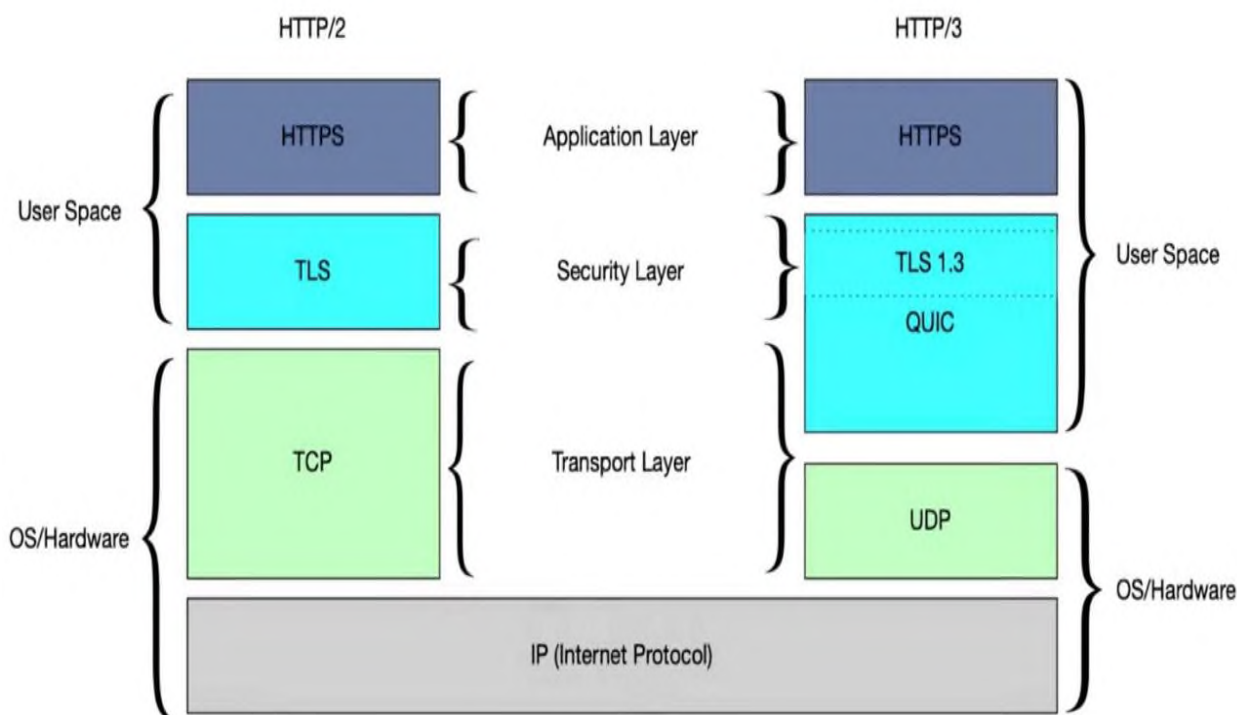 HTTP/2
HTTP/3
HTTPS
Application Layer
HTTPS
User Space
TLS
Security Layer
TLS 1.3
User Space
QUIC
TCP
Transport Layer
UDP
OS/Hardware
OS/Hardware
IP (Internet Protocol)